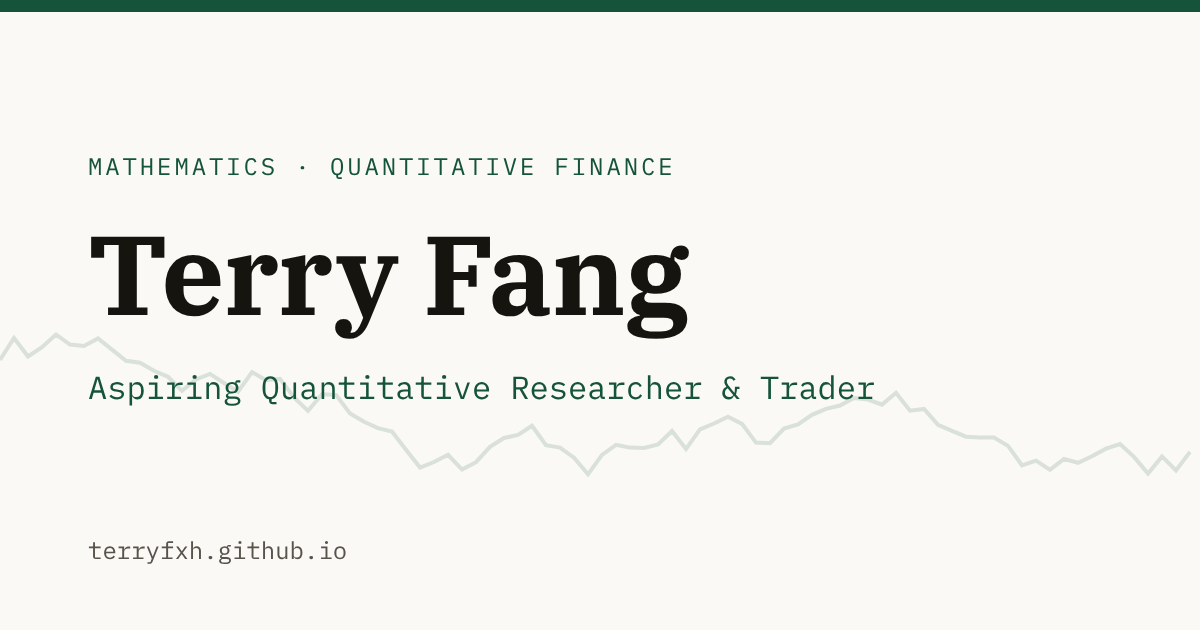 MATHEMATICS · QUANTITATIVE FINANCE
Terry Fang
Aspiring Quantitative Researcher & Trader
terryfxh.github.io